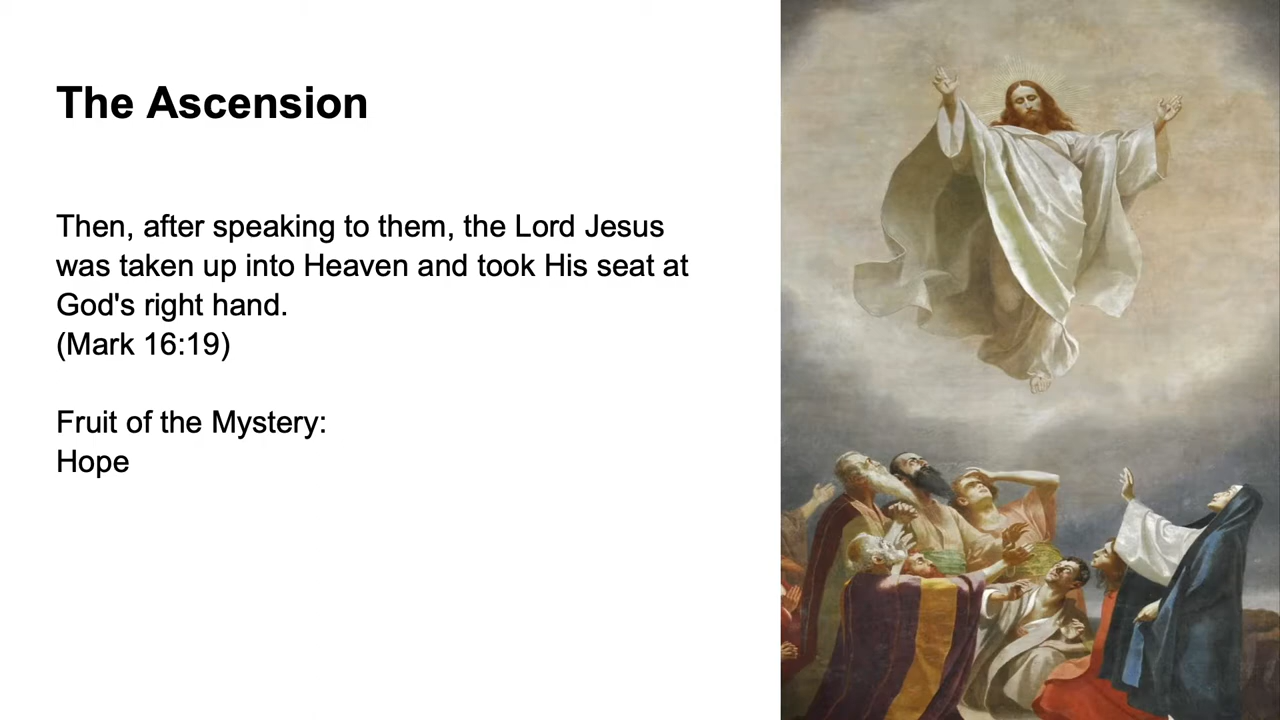 The Ascension
Then, after speaking to them, the Lord Jesus
was taken up into Heaven and took His seat at
God's right hand.
(Mark 16:19)
Fruit of the Mystery:
Hope